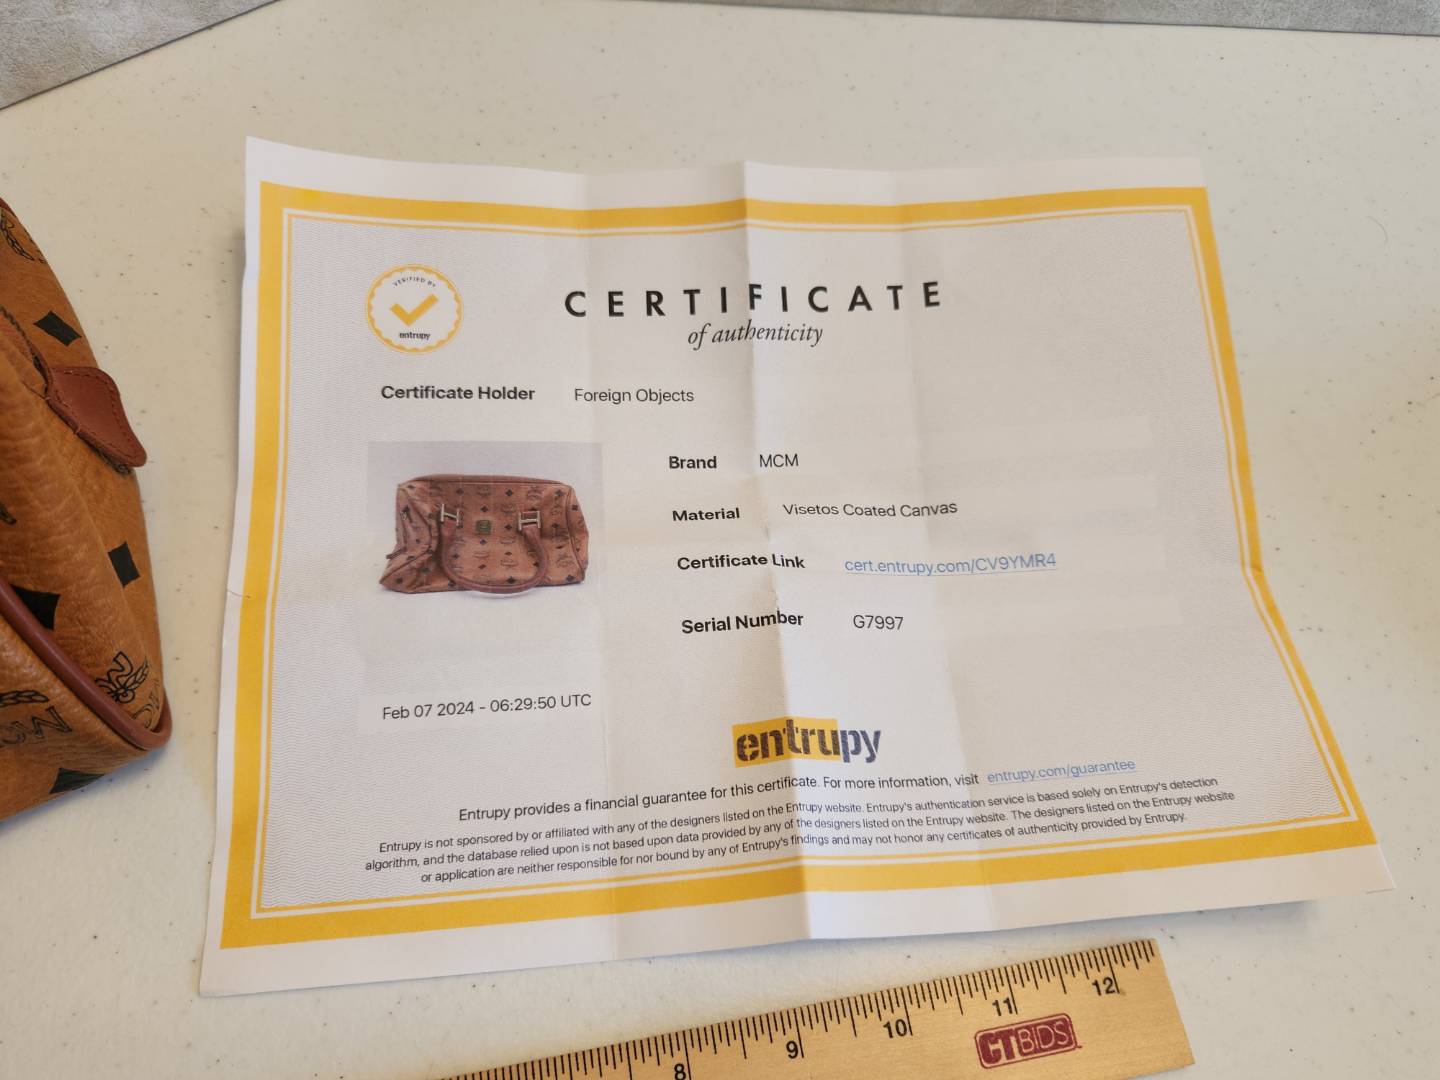 VERIFIED BY
entrupy
CERTIFICATE
of authenticity
Certificate Holder Foreign Objects
Brand MCM
Material Visetos Coated Canvas
Certificate Link cert.entrupy.com/CV9YMR4
Serial Number G7997
Feb 07 2024 - 06:29:50 UTC
entrupy
Entrupy provides a financial guarantee for this certificate. For more information, visit entrupy.com/guarantee
Entrupy is not sponsored by or affiliated with any of the designers listed on the Entrupy website. Entrupy's authentication service is based solely on Entrupy's detection
algorithm, and the database relied upon is not based upon data provided by any of the designers listed on the Entrupy website. The designers listed on the Entrupy website
or application are neither responsible for nor bound by any of Entrupy's findings and may not honor any certificates of authenticity provided by Entrupy.
8 9 10 11 12
CTBIDS